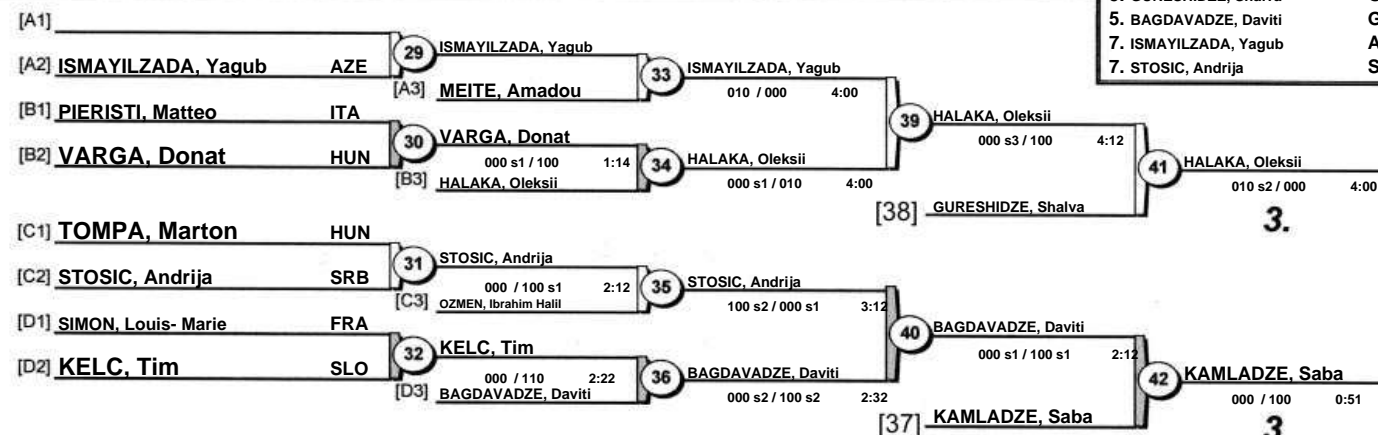 5. BAGDAVADZE, Daviti G
7. ISMAYILZADA, Yagub A
7. STOSIC, Andrija S
[A1]
29 ISMAYILZADA, Yagub
[A2] ISMAYILZADA, Yagub AZE
33 ISMAYILZADA, Yagub
[A3] MEITE, Amadou
010 / 000 4:00
[B1] PIERISTI, Matteo ITA
39 HALAKA, Oleksii
30 VARGA, Donat
000 s3 / 100 4:12
[B2] VARGA, Donat HUN
000 s1 / 100 1:14
34 HALAKA, Oleksii
41 HALAKA, Oleksii
[B3] HALAKA, Oleksii
000 s1 / 010 4:00
010 s2 / 000 4:00
[38] GURESHIDZE, Shalva
3.
[C1] TOMPA, Marton HUN
31 STOSIC, Andrija
[C2] STOSIC, Andrija SRB
000 / 100 s1 2:12
35 STOSIC, Andrija
[C3] OZMEN, Ibrahim Halil
100 s2 / 000 s1 3:12
[D1] SIMON, Louis- Marie FRA
40 BAGDAVADZE, Daviti
32 KELC, Tim
000 s1 / 100 s1 2:12
[D2] KELC, Tim SLO
000 / 110 2:22
36 BAGDAVADZE, Daviti
42 KAMLADZE, Saba
[D3] BAGDAVADZE, Daviti
000 s2 / 100 s2 2:32
000 / 100 0:51
[37] KAMLADZE, Saba
3